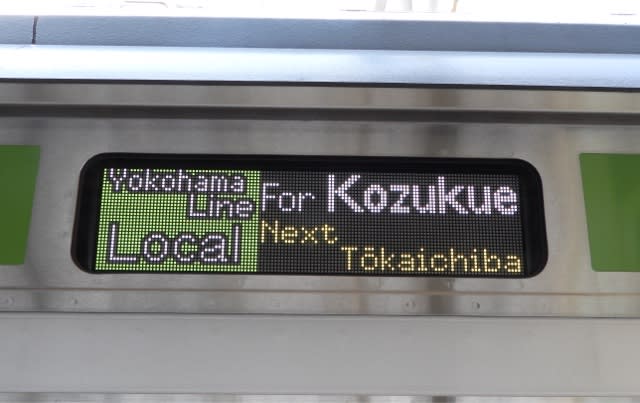 Yokohama
Line
Local
For Kozukue
Next
Tōkaichiba